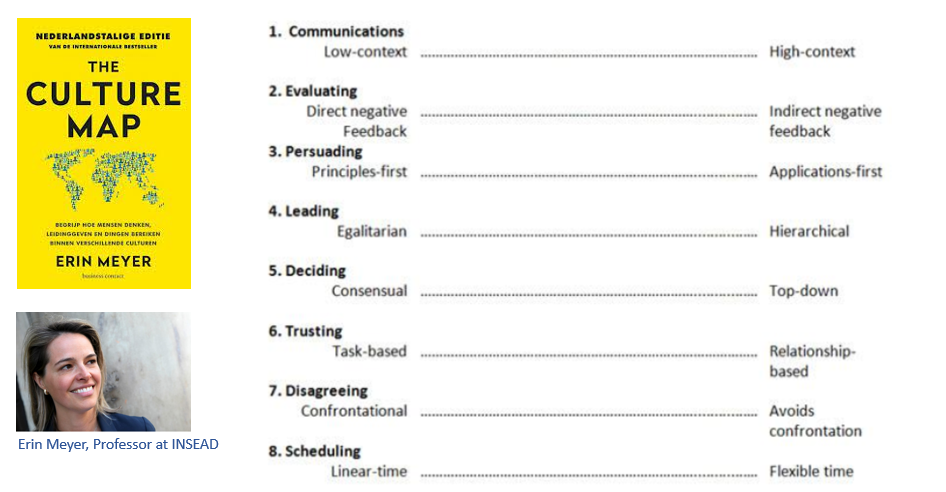 NEDERLANDSTALIGE EDITIE
VAN DE INTERNATIONALE BESTSELLER
THE
CULTURE
MAP
BEGRIJP HOE MENSEN DENKEN,
LEIDINGGEVEN EN DINGEN BEREIKEN
BINNEN VERSCHILLENDE CULTUREN
ERIN MEYER
business contact
Erin Meyer, Professor at INSEAD
1. Communications
Low-context High-context
2. Evaluating
Direct negative Indirect negative
Feedback feedback
3. Persuading
Principles-first Applications-first
4. Leading
Egalitarian Hierarchical
5. Deciding
Consensual Top-down
6. Trusting
Task-based Relationship-
based
7. Disagreeing
Confrontational Avoids
confrontation
8. Scheduling
Linear-time Flexible time